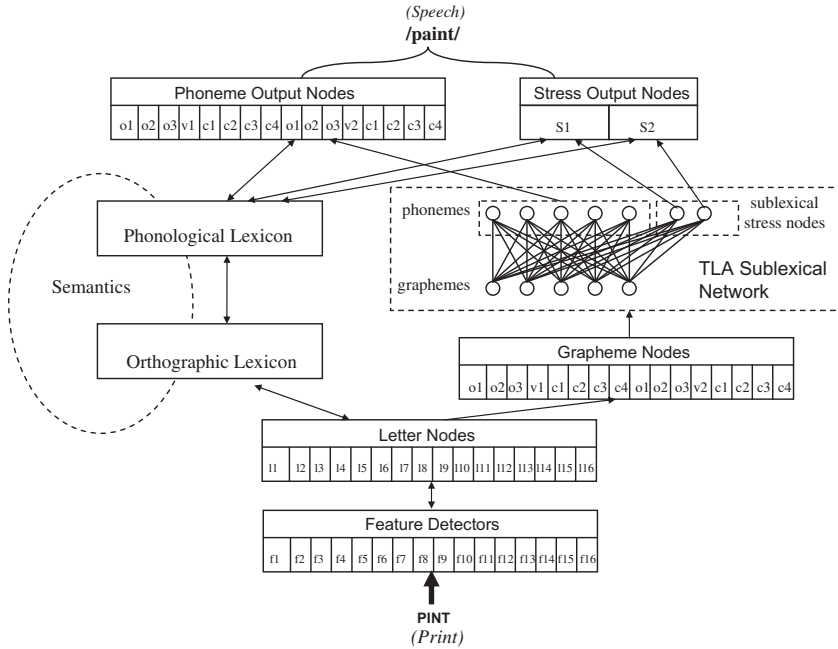 (Speech)
/paint/
Phoneme Output Nodes
o1 o2 o3 v1 c1 c2 c3 c4 o1 o2 o3 v2 c1 c2 c3 c4
Stress Output Nodes
S1 S2
Phonological Lexicon
Semantics
Orthographic Lexicon
phonemes
sublexical
stress nodes
graphemes
TLA Sublexical
Network
Grapheme Nodes
o1 o2 o3 v1 c1 c2 c3 c4 o1 o2 o3 v2 c1 c2 c3 c4
Letter Nodes
l1 l2 l3 l4 l5 l6 l7 l8 l9 l10 l11 l12 l13 l14 l15 l16
Feature Detectors
f1 f2 f3 f4 f5 f6 f7 f8 f9 f10 f11 f12 f13 f14 f15 f16
PINT
(Print)